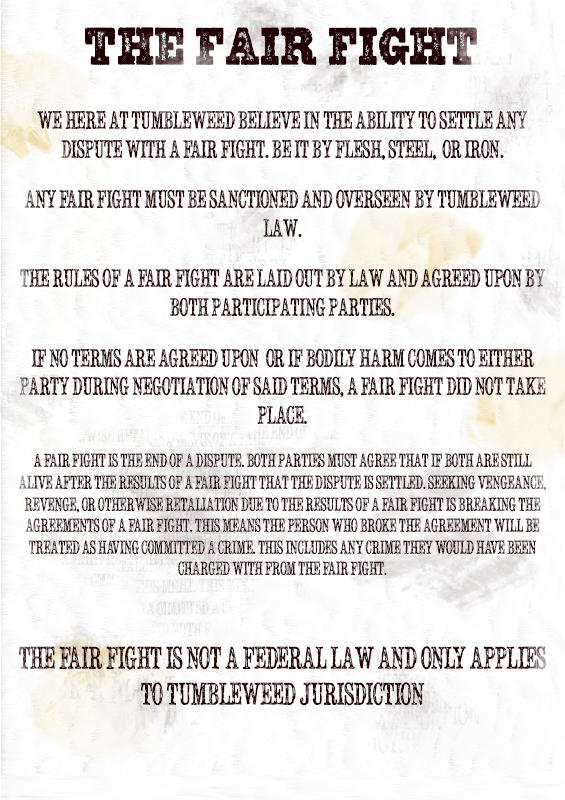 THE FAIR FIGHT
WE HERE AT TUMBLEWEED BELIEVE IN THE ABILITY TO SETTLE ANY
DISPUTE WITH A FAIR FIGHT. BE IT BY FLESH, STEEL, OR IRON.
ANY FAIR FIGHT MUST BE SANCTIONED AND OVERSEEN BY TUMBLEWEED
LAW.
THE RULES OF A FAIR FIGHT ARE LAID OUT BY LAW AND AGREED UPON BY
BOTH PARTICIPATING PARTIES.
IF NO TERMS ARE AGREED UPON OR IF BODILY HARM COMES TO EITHER
PARTY DURING NEGOTIATION OF SAID TERMS, A FAIR FIGHT DID NOT TAKE
PLACE.
A FAIR FIGHT IS THE END OF A DISPUTE. BOTH PARTIES MUST AGREE THAT IF BOTH ARE STILL
ALIVE AFTER THE RESULTS OF A FAIR FIGHT THAT THE DISPUTE IS SETTLED. SEEKING VENGEANCE,
REVENGE, OR OTHERWISE RETALIATION DUE TO THE RESULTS OF A FAIR FIGHT IS BREAKING THE
AGREEMENTS OF A FAIR FIGHT. THIS MEANS THE PERSON WHO BROKE THE AGREEMENT WILL BE
TREATED AS HAVING COMMITTED A CRIME. THIS INCLUDES ANY CRIME THEY WOULD HAVE BEEN
CHARGED WITH FROM THE FAIR FIGHT.
THE FAIR FIGHT IS NOT A FEDERAL LAW AND ONLY APPLIES
TO TUMBLEWEED JURISDICTION